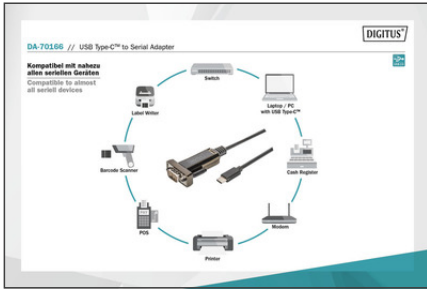 DIGITUS®
DA-70166 // USB Type-C™ to Serial Adapter
Kompatibel mit nahezu
allen seriellen Geräten
Compatible to almost
all seriell devices
Switch
Label Writer
Laptop / PC
with USB Type-C™
Barcode Scanner
Cash Register
POS
Modem
Printer